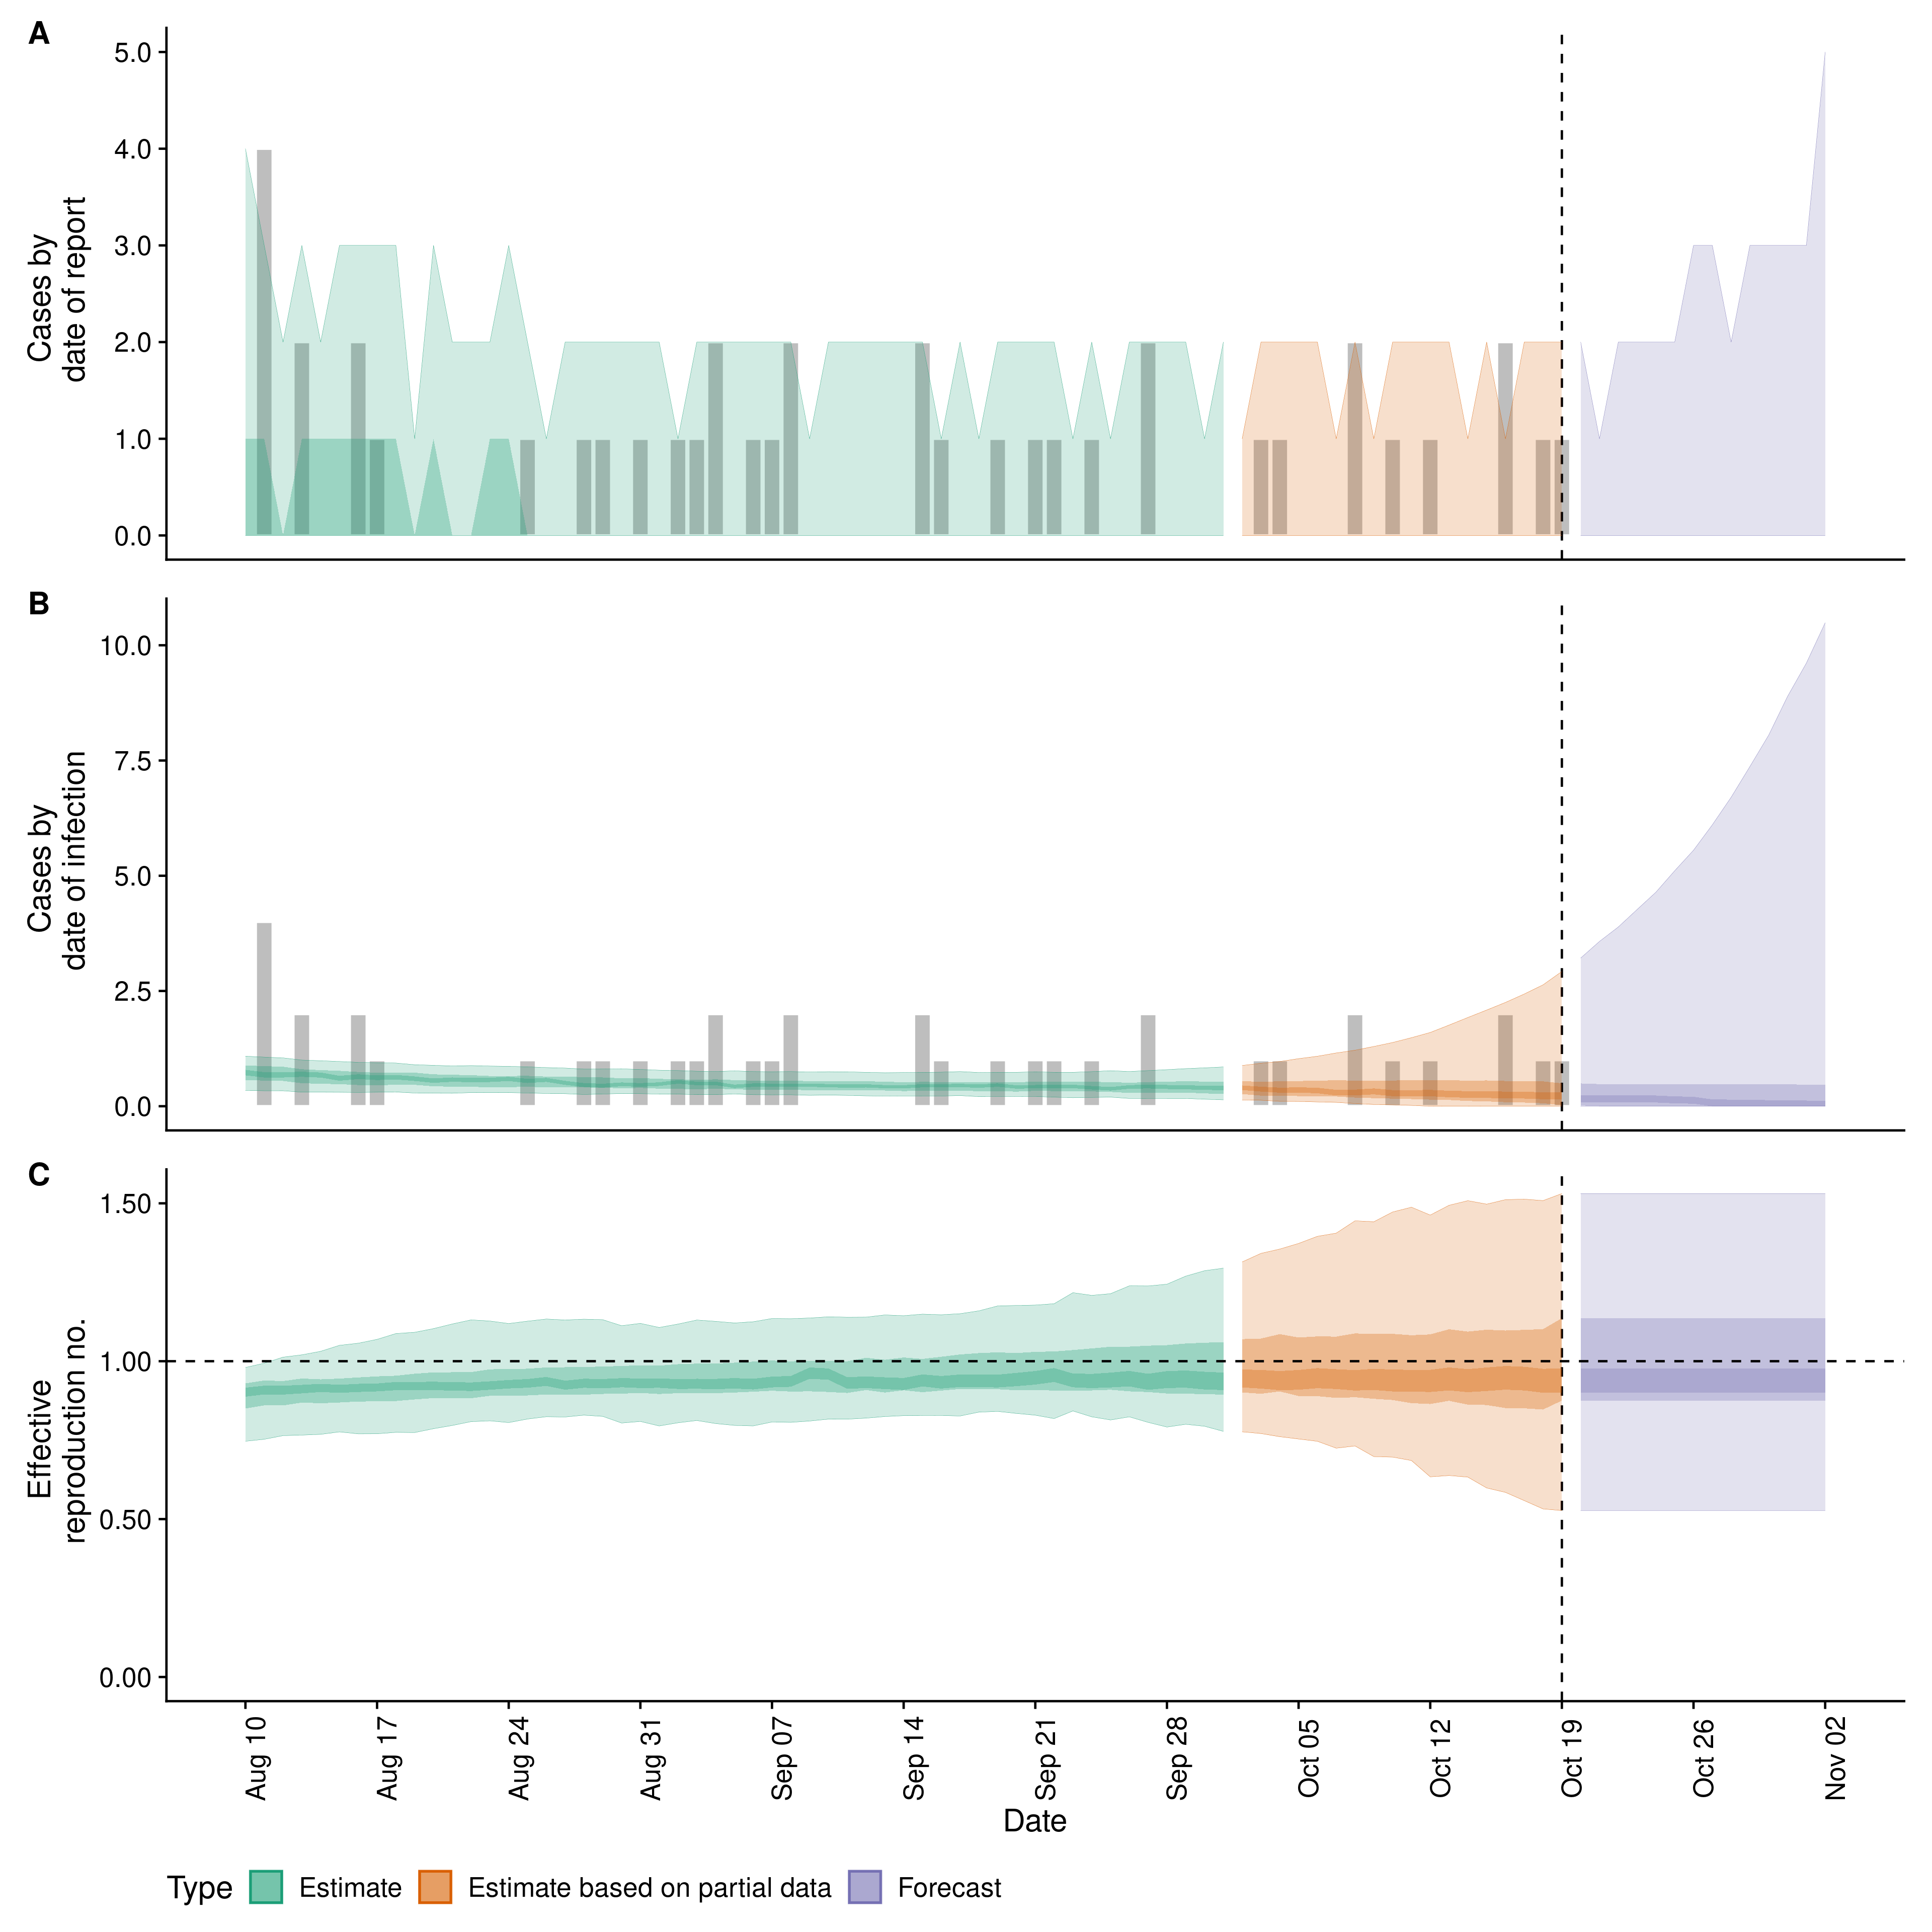 A
5.0
4.0
3.0
2.0
1.0
0.0
Cases by
date of report
B
10.0
7.5
5.0
2.5
0.0
Cases by
date of infection
C
1.50
1.00
0.50
0.00
Effective
reproduction no.
Aug 10
Aug 17
Aug 24
Aug 31
Sep 07
Sep 14
Sep 21
Sep 28
Oct 05
Oct 12
Oct 19
Oct 26
Nov 02
Date
Type Estimate Estimate based on partial data Forecast